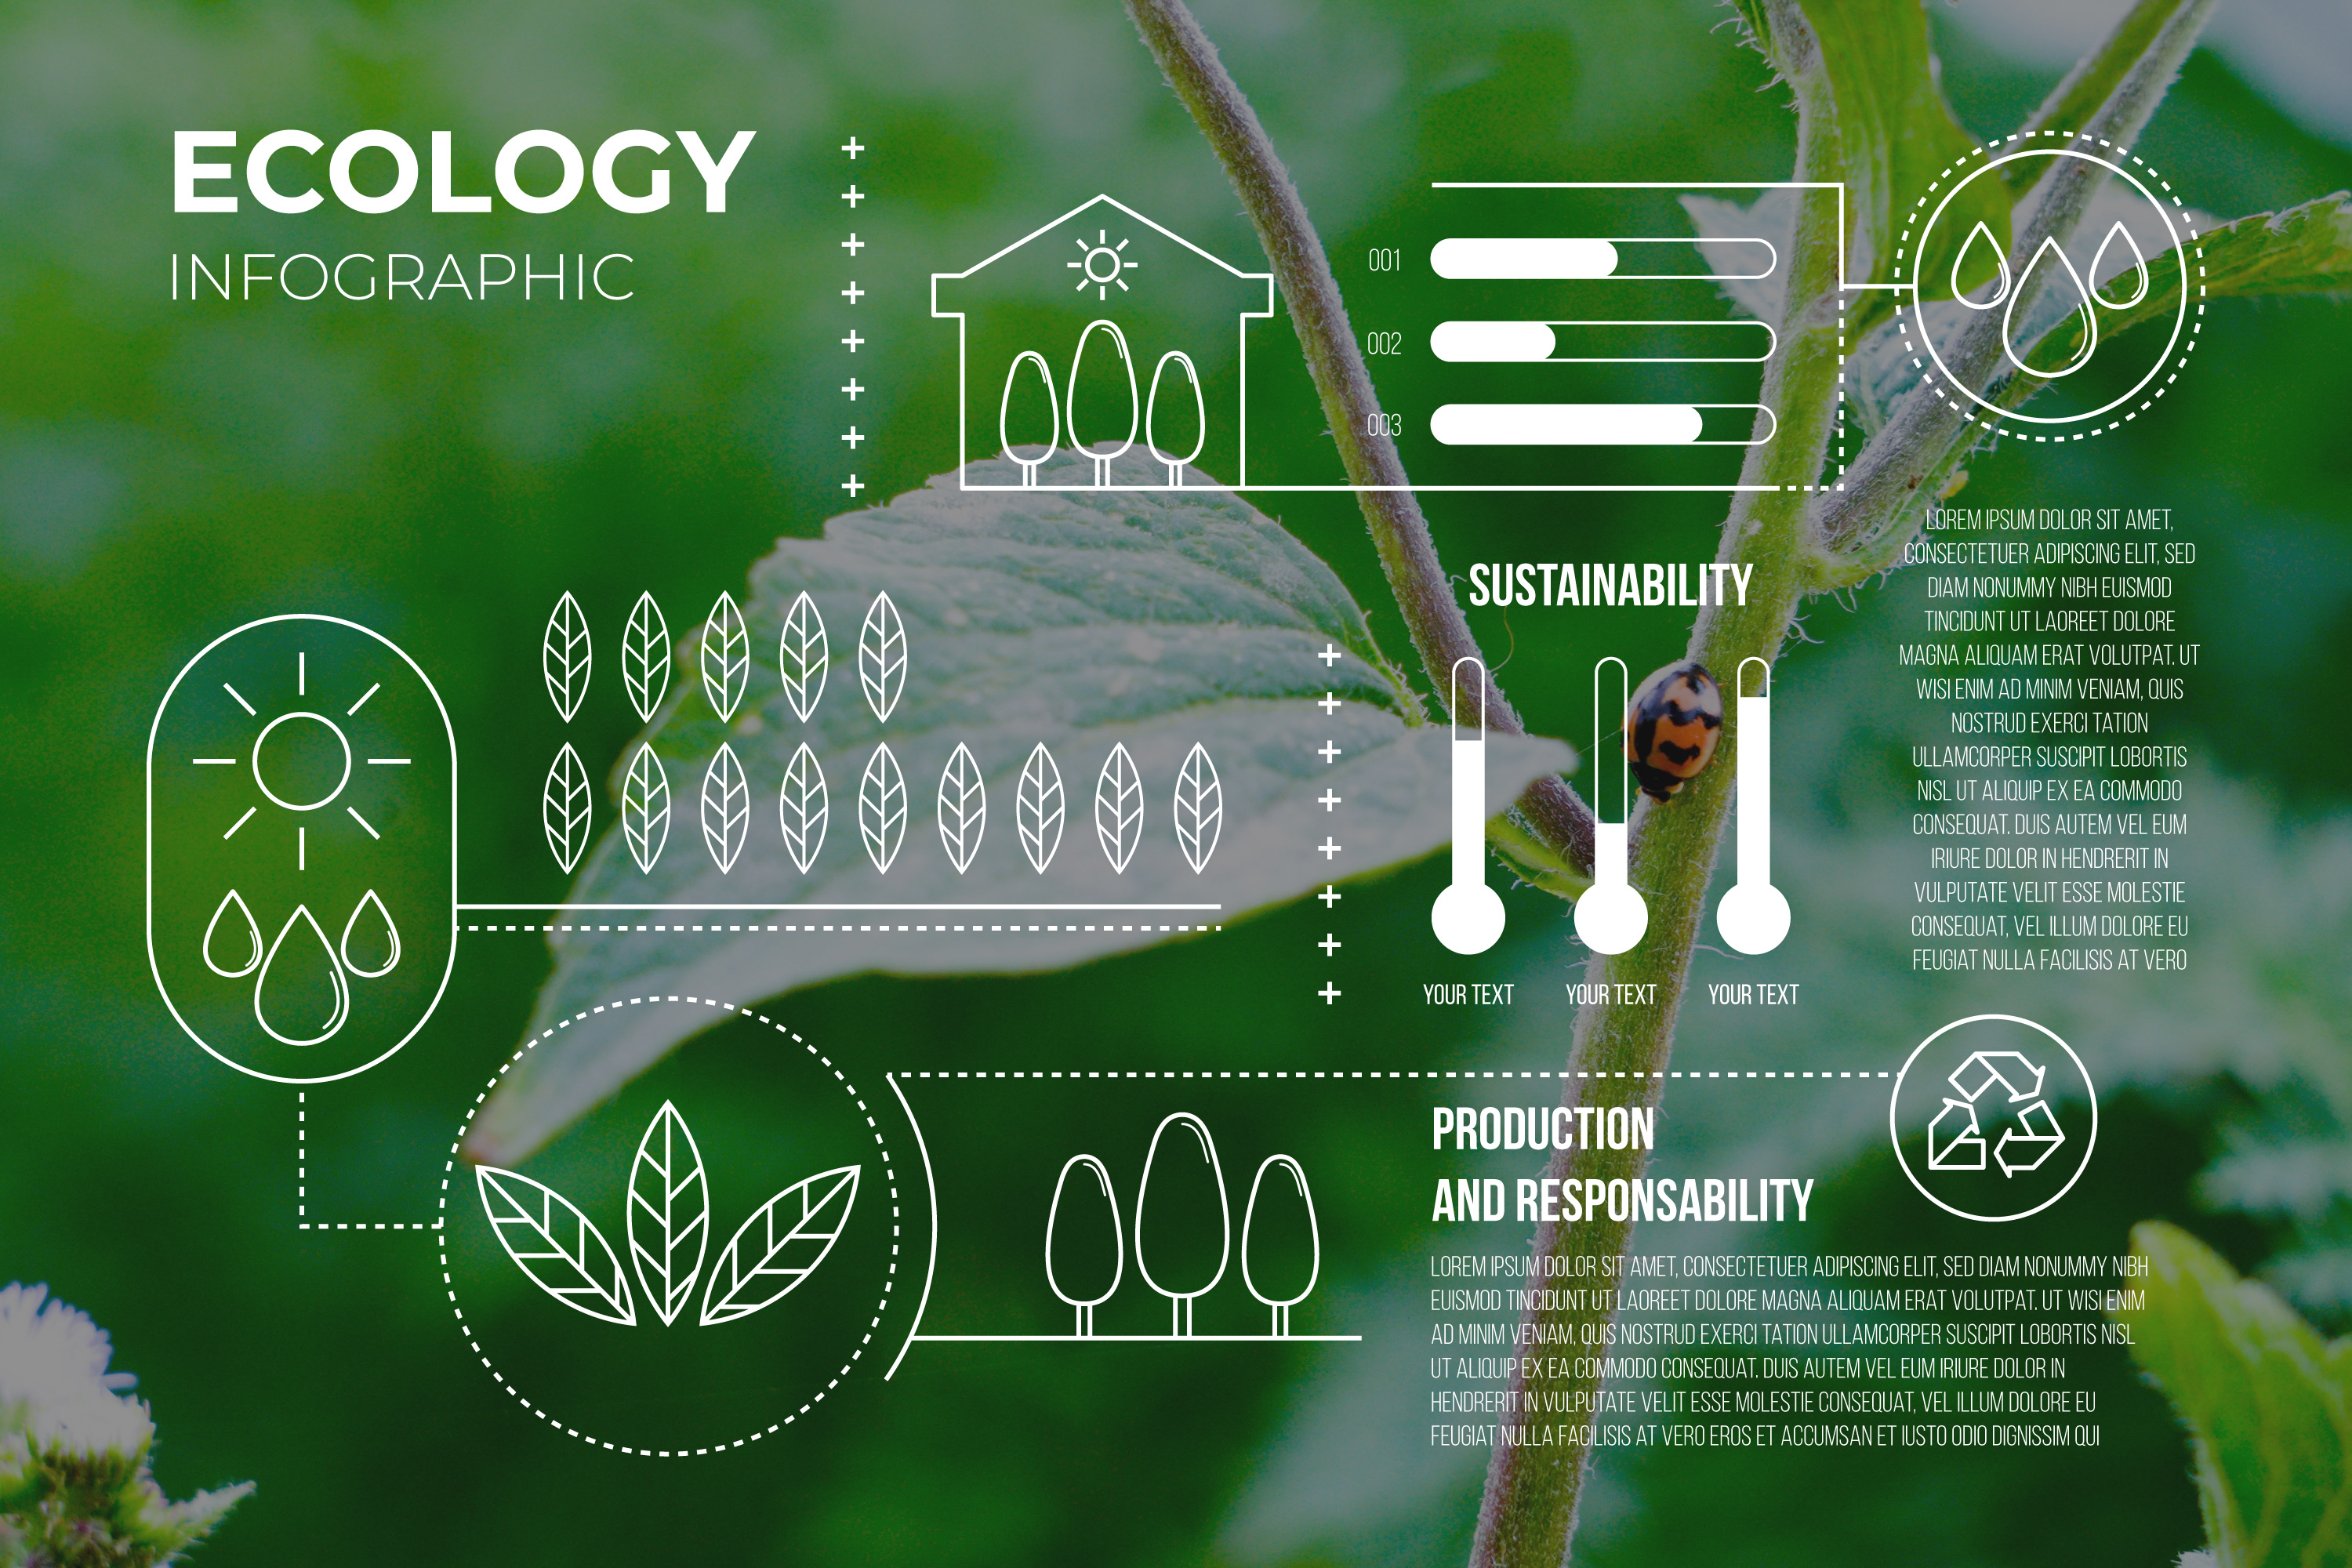 ECOLOGY
INFOGRAPHIC
001
002
003
LOREM IPSUM DOLOR SIT AMET,
CONSECTETUER ADIPISCING ELIT, SED
DIAM NONUMMY NIBH EUISMOD
TINCIDUNT UT LAOREET DOLORE
MAGNA ALIQUAM ERAT VOLUTPAT. UT
WISI ENIM AD MINIM VENIAM, QUIS
NOSTRUD EXERCI TATION
ULLAMCORPER SUSCIPIT LOBORTIS
NISL UT ALIQUIP EX EA COMMODO
CONSEQUAT. DUIS AUTEM VEL EUM
IRIURE DOLOR IN HENDRERIT IN
VULPUTATE VELIT ESSE MOLESTIE
CONSEQUAT, VEL ILLUM DOLORE EU
FEUGIAT NULLA FACILISIS AT VERO
SUSTAINABILITY
YOUR TEXT
YOUR TEXT
YOUR TEXT
PRODUCTION
AND RESPONSABILITY
LOREM IPSUM DOLOR SIT AMET, CONSECTETUER ADIPISCING ELIT, SED DIAM NONUMMY NIBH
EUISMOD TINCIDUNT UT LAOREET DOLORE MAGNA ALIQUAM ERAT VOLUTPAT. UT WISI ENIM
AD MINIM VENIAM, QUIS NOSTRUD EXERCI TATION ULLAMCORPER SUSCIPIT LOBORTIS NISL
UT ALIQUIP EX EA COMMODO CONSEQUAT. DUIS AUTEM VEL EUM IRIURE DOLOR IN
HENDRERIT IN VULPUTATE VELIT ESSE MOLESTIE CONSEQUAT, VEL ILLUM DOLORE EU
FEUGIAT NULLA FACILISIS AT VERO EROS ET ACCUMSAN ET IUSTO ODIO DIGNISSIM QUI